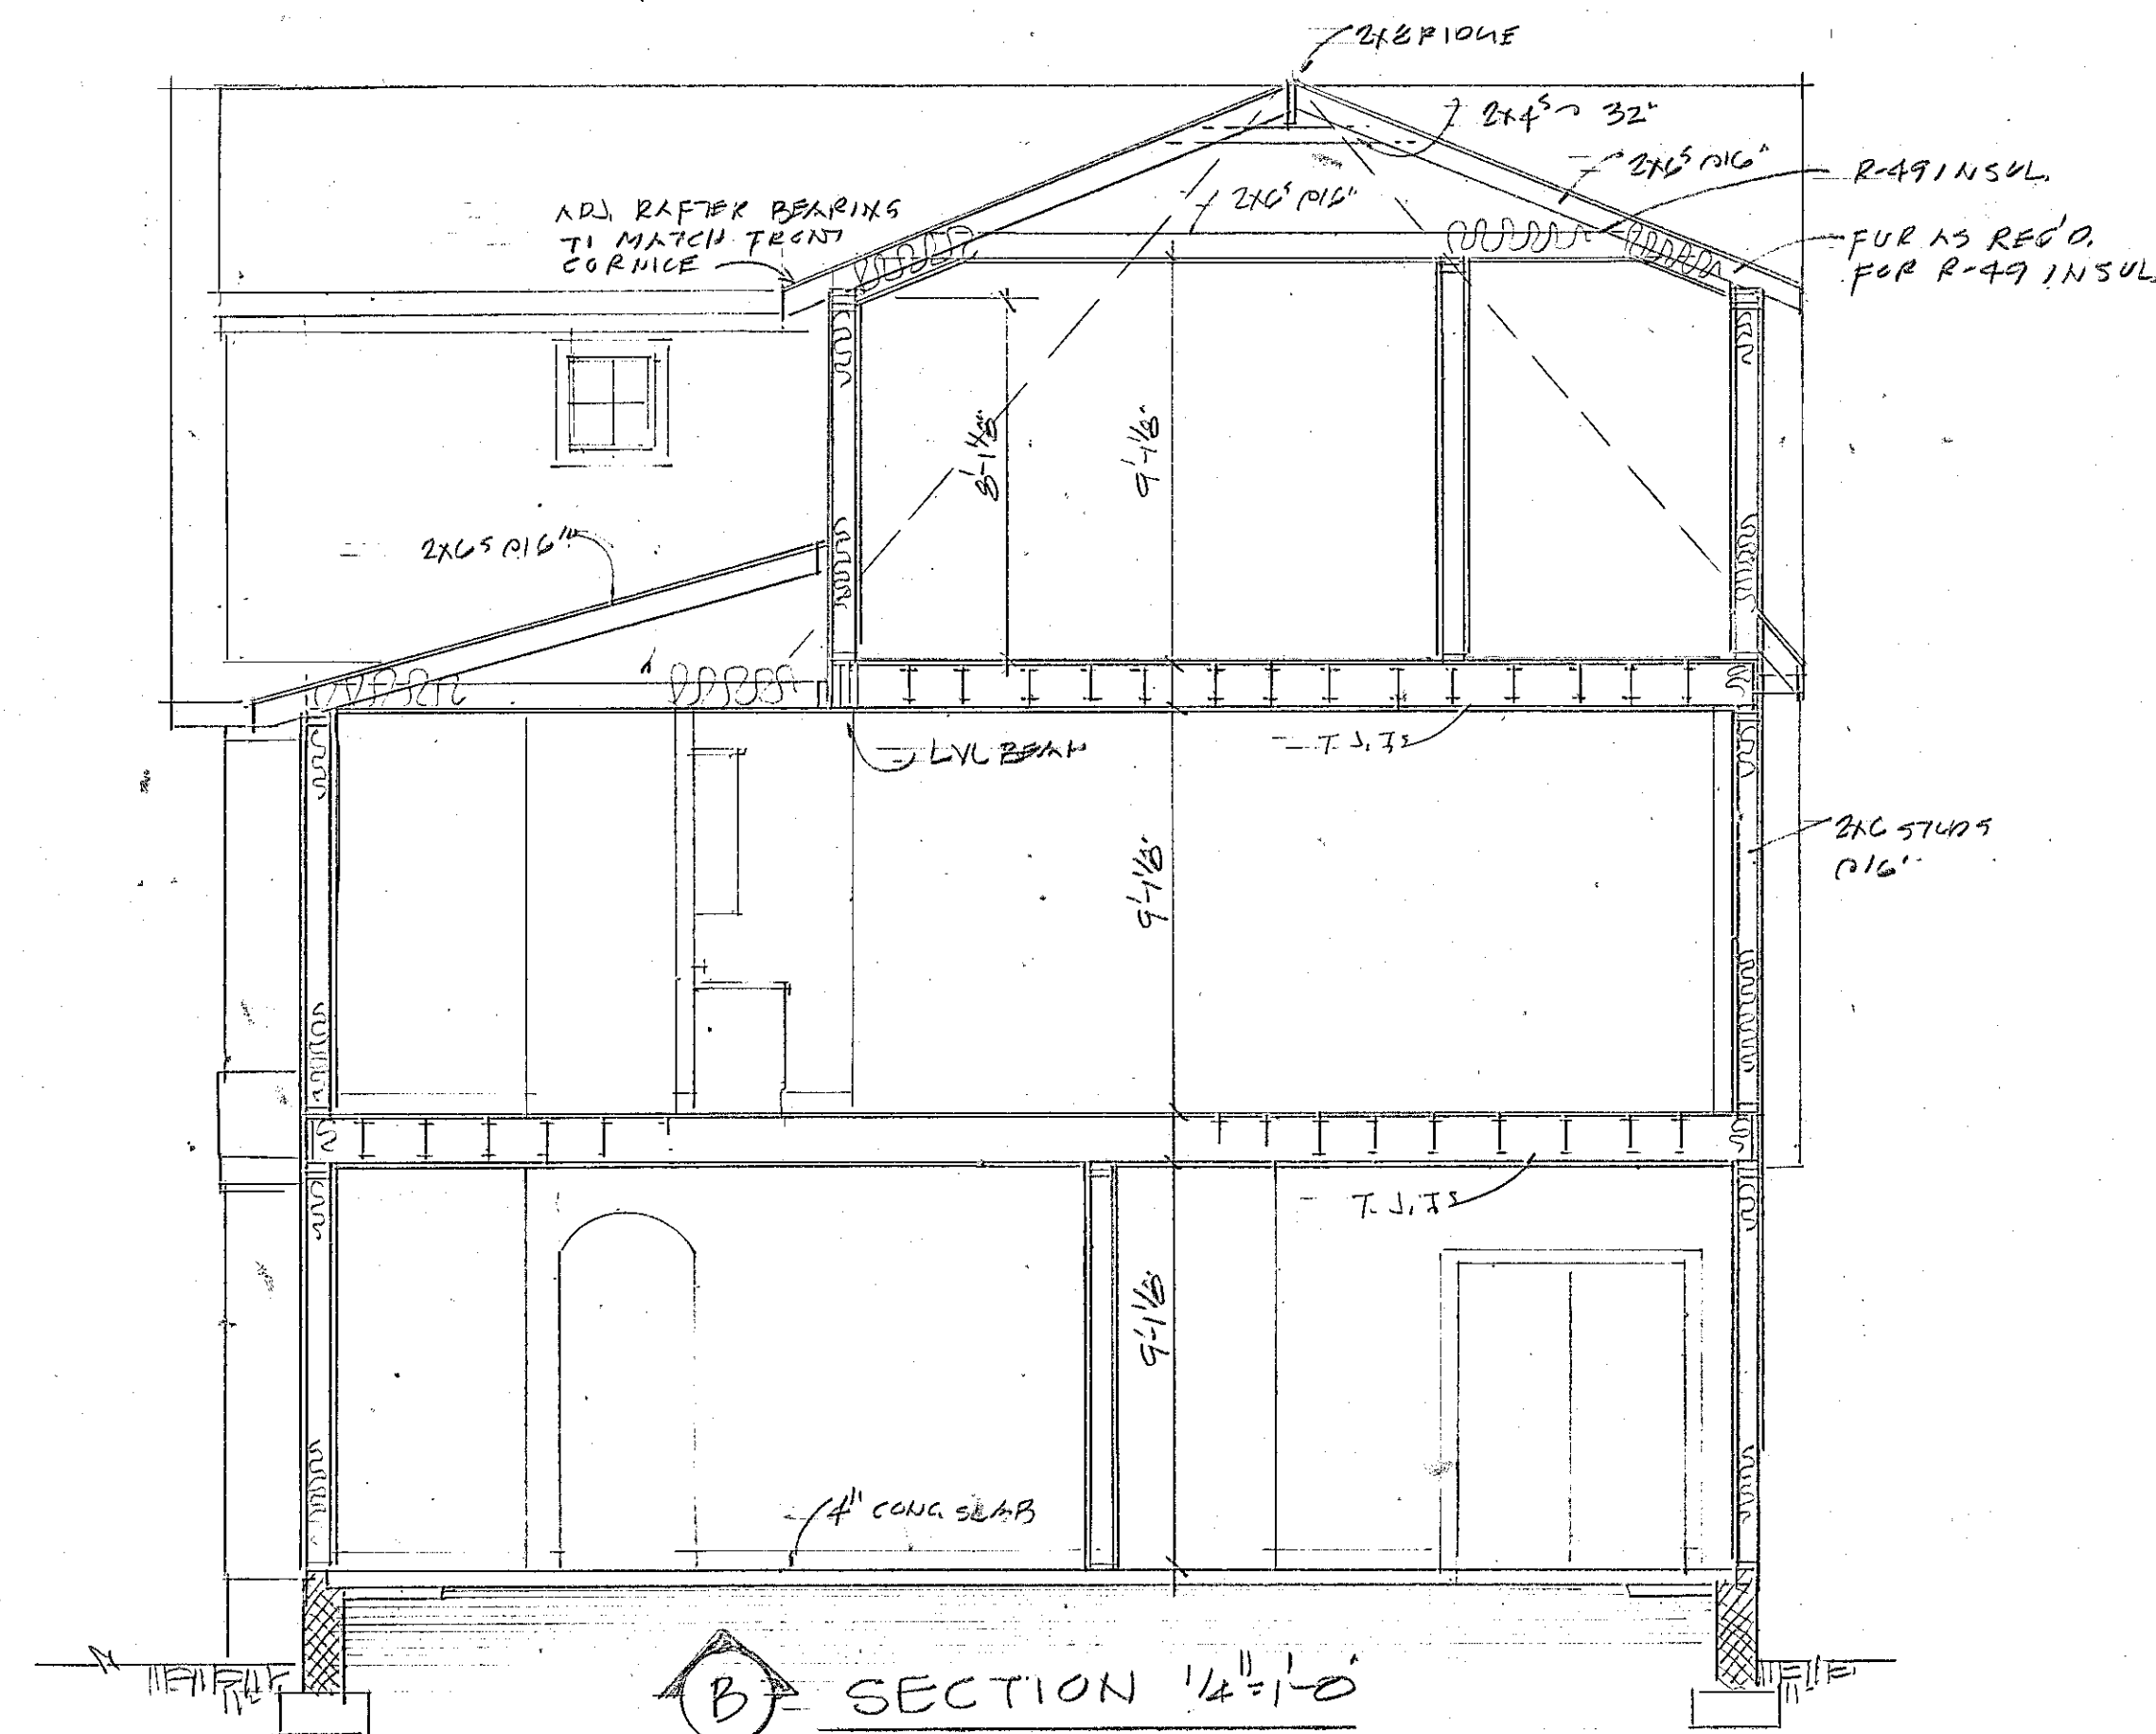 2X8 RIDGE
2X4S @ 32"
2X6S @16"
R-49 INSUL.
2X6S @16"
ADJ. RAFTER BEARING
TO MATCH FRONT
CORNICE
FUR AS REQ'D.
FOR R-49 INSUL.
8'-1 1/8"
9'-1 1/8"
2X6S @16"
LVL BEAM
T.J.I.S
2X6 STUDS
@16"
9'-1 1/8"
T.J.I.S
9'-1 1/8"
4" CONC. SLAB
B SECTION 1/4"=1'-0"